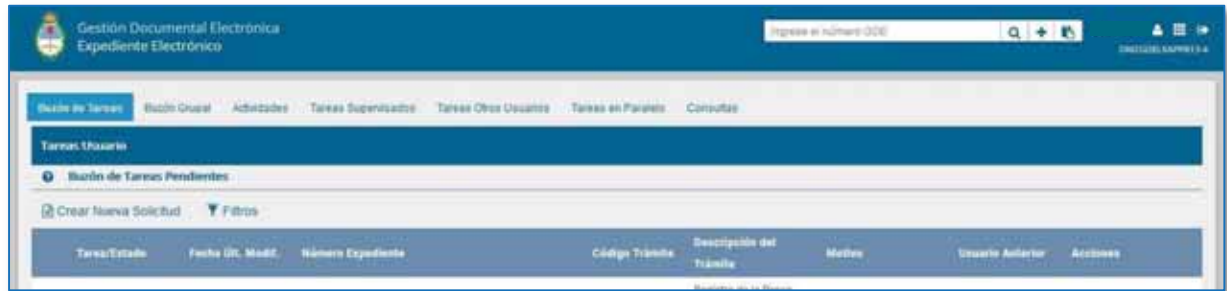 Gestión Documental Electrónica
Expediente Electrónico
Ingrese el número GDE
Buzón de Tareas Buzón Grupal Actividades Tareas Supervisados Tareas Otros Usuarios Tareas en Paralelo Consultas
Tareas Usuario
Buzón de Tareas Pendientes
Crear Nueva Solicitud Filtros
Tarea/Estado Fecha Últ. Modif. Número Expediente Código Trámite Descripción del Trámite Motivo Usuario Anterior Acciones